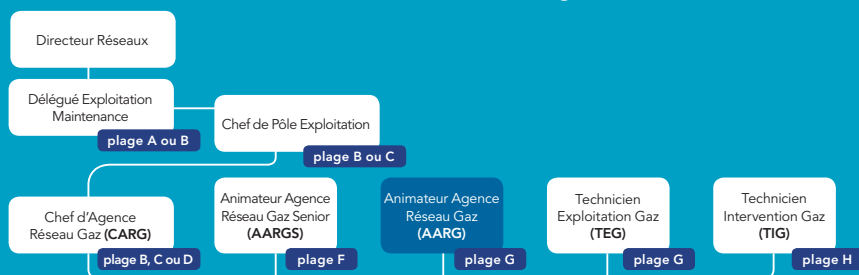 Directeur Réseaux
Délégué Exploitation
Maintenance
plage A ou B
Chef de Pôle Exploitation
plage B ou C
Chef d'Agence
Réseau Gaz (CARG)
plage B, C ou D
Animateur Agence
Réseau Gaz Senior
(AARGS)
plage F
Animateur Agence
Réseau Gaz
(AARG)
plage G
Technicien
Exploitation Gaz
(TEG)
plage G
Technicien
Intervention Gaz
(TIG)
plage H